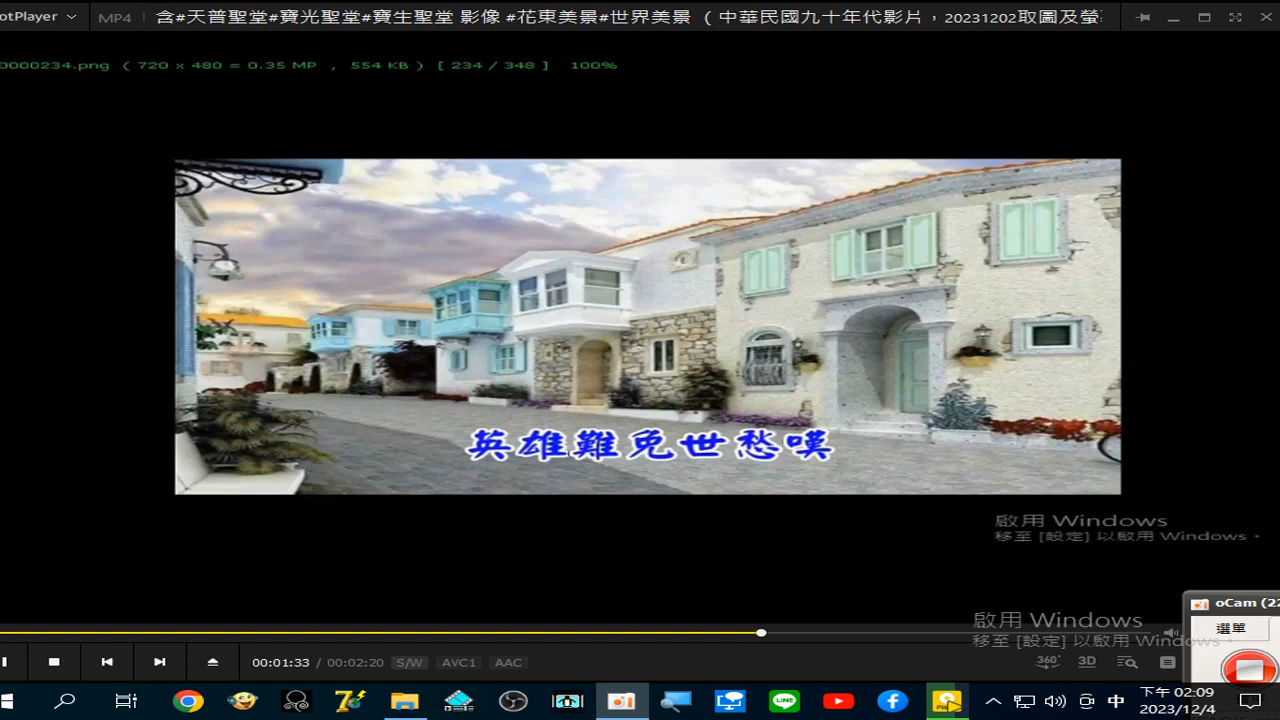 otPlayer
MP4
含#天普聖堂#寶光聖堂#寶生聖堂 影像 #花東美景#世界美景 （中華民國九十年代影片，20231202取圖及螢
0000234.png ( 720 x 480 = 0.35 MP , 554 KB ) [ 234 / 348 ] 100%
英雄難免世愁嘆
啟用 Windows
移至 [設定] 以啟用 Windows。
oCam (22
啟用 Windows
選單
移至 [設定] 以啟用 Windows。
00:01:33 / 00:02:20 S/W AVC1 AAC
360° 3D
下午 02:09
中
2023/12/4